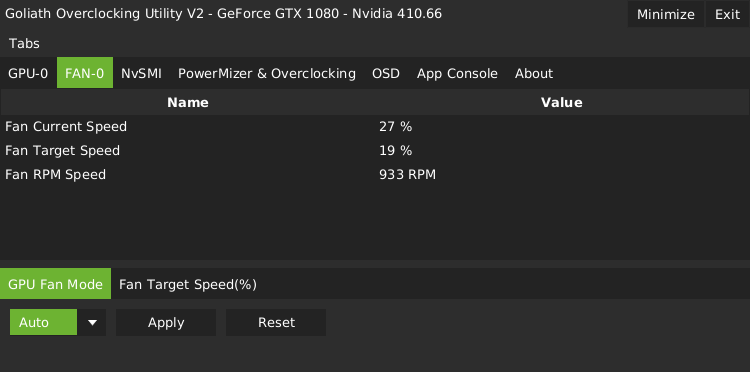 Goliath Overclocking Utility V2 - GeForce GTX 1080 - Nvidia 410.66 Minimize Exit
Tabs
GPU-0 FAN-0 NvSMI PowerMizer & Overclocking OSD App Console About
Name Value
Fan Current Speed 27 %
Fan Target Speed 19 %
Fan RPM Speed 933 RPM
GPU Fan Mode Fan Target Speed(%)
Auto Apply Reset